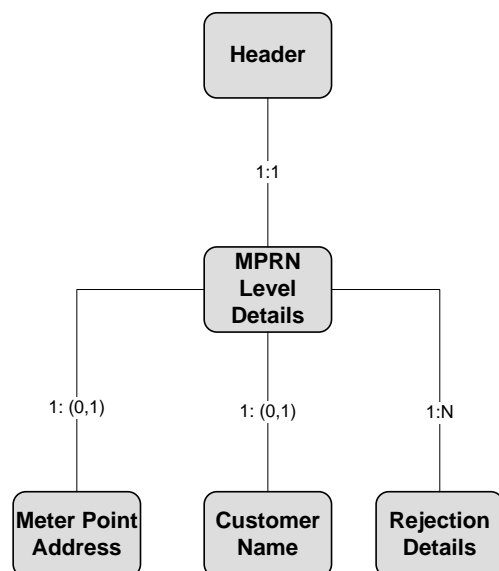 Header
1:1
MPRN
Level
Details
1: (0,1)
1: (0,1)
1:N
Meter Point
Address
Customer
Name
Rejection
Details